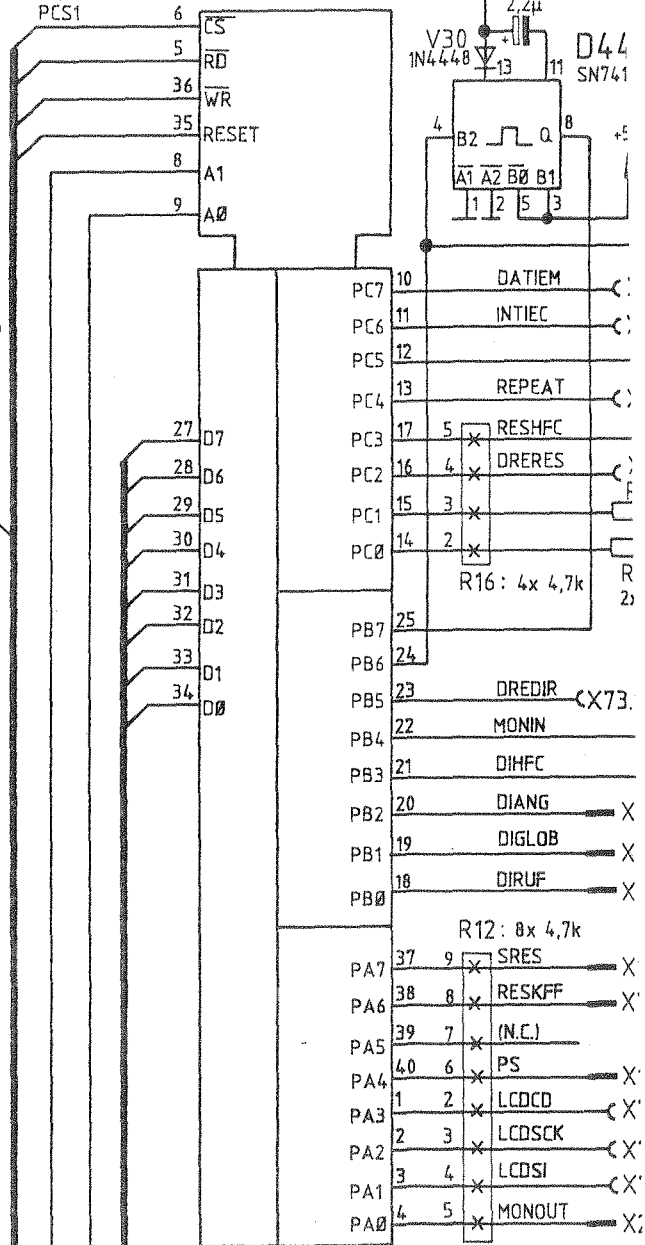 PCS1 6 CS
5 RD
36 WR
35 RESET
8 A1
9 AØ
2,2µ
+
V30
1N4448
13
11
D44
SN741
4 B2 Q 8
A1 A2 BØ B1
1 2 5 3
+5
PC7 10 DATIEM
PC6 11 INTIEC
PC5 12
PC4 13 REPEAT
PC3 17 5 RESHFC
PC2 16 4 DRERES
PC1 15 3
PCØ 14 2
R16: 4x 4,7k
R
27 D7
28 D6
29 D5
30 D4
31 D3
32 D2
33 D1
34 DØ
PB7 25
PB6 24
PB5 23 DREDIR X73.
PB4 22 MONIN
PB3 21 DIHFC
PB2 20 DIANG X
PB1 19 DIGLOB X
PBØ 18 DIRUF X
R12: 8x 4,7k
PA7 37 9 SRES X
PA6 38 8 RESKFF X
PA5 39 7 (N.C.)
PA4 40 6 PS X
PA3 1 2 LCDCD X
PA2 2 3 LCDSCK X
PA1 3 4 LCDSI X
PAØ 4 5 MONOUT X2